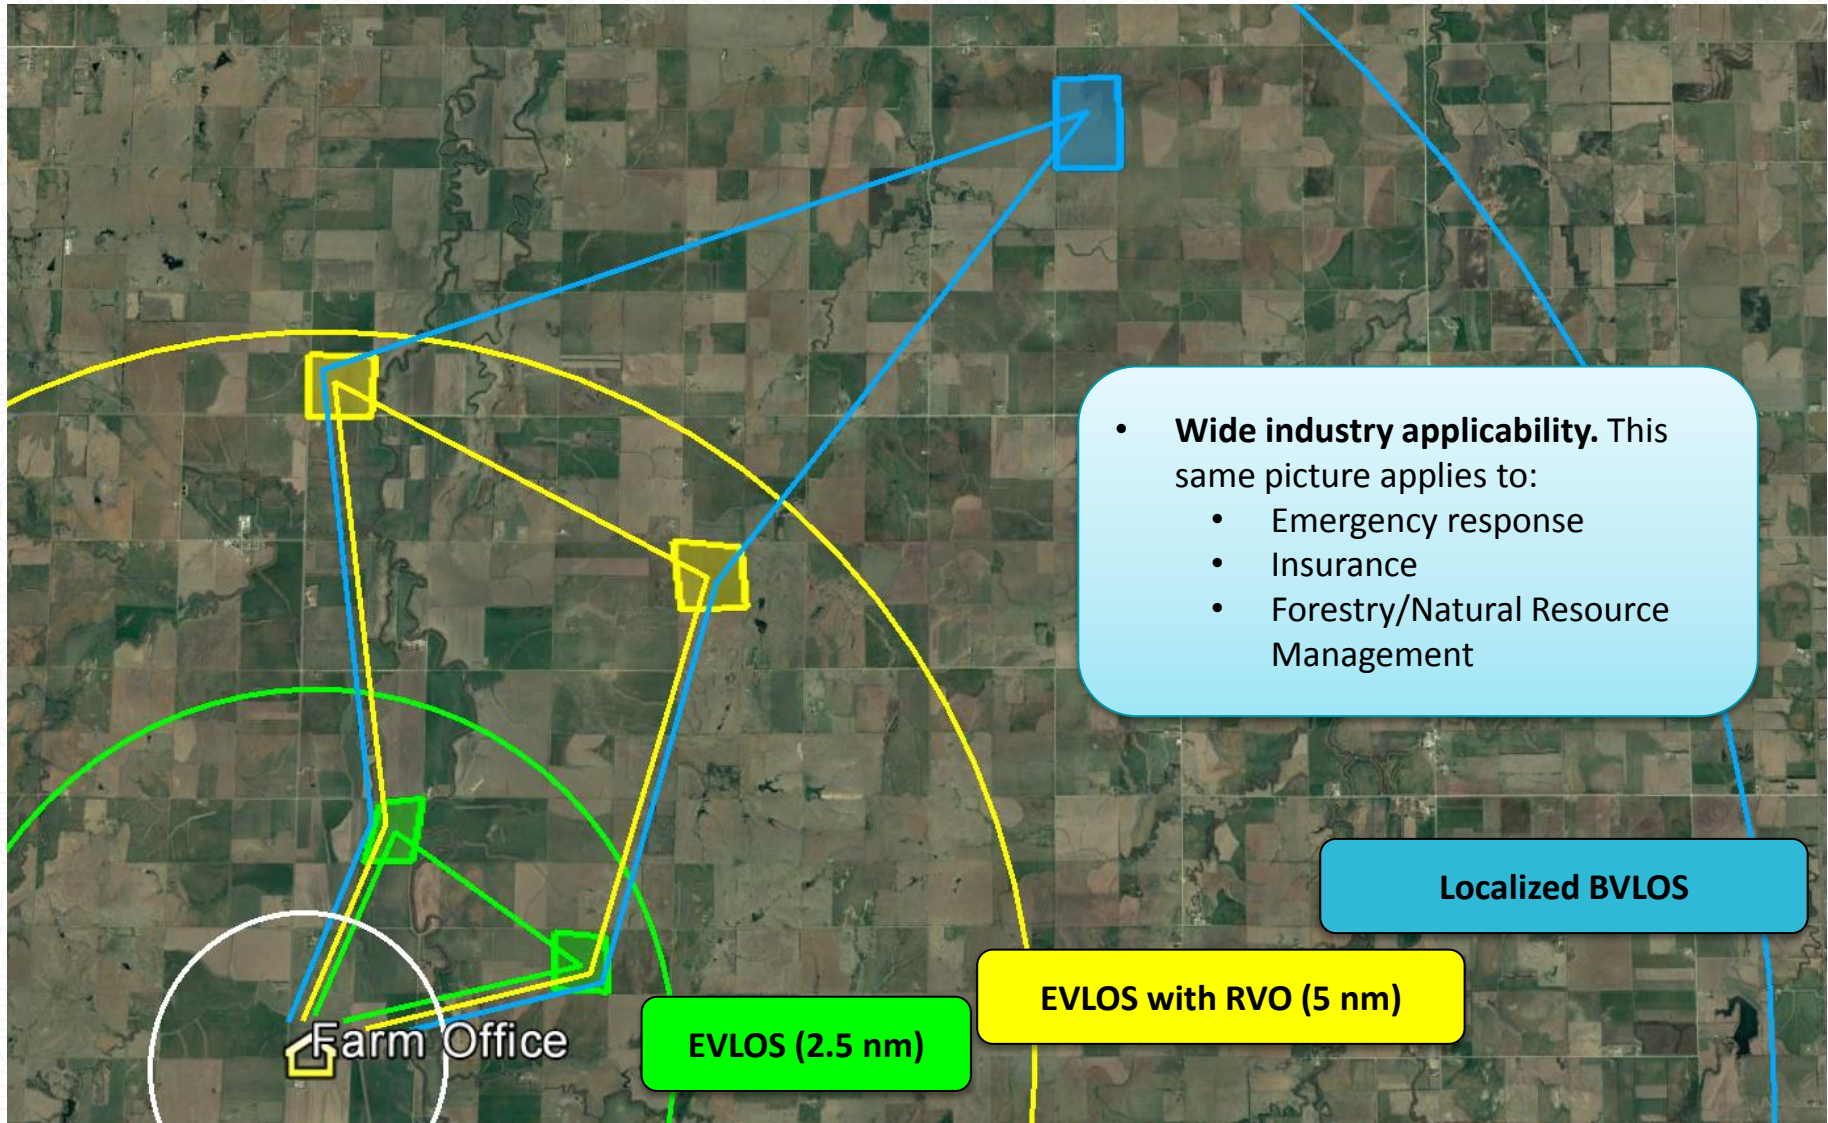 • Wide industry applicability. This
same picture applies to:
• Emergency response
• Insurance
• Forestry/Natural Resource
Management
Localized BVLOS
EVLOS with RVO (5 nm)
EVLOS (2.5 nm)
Farm Office